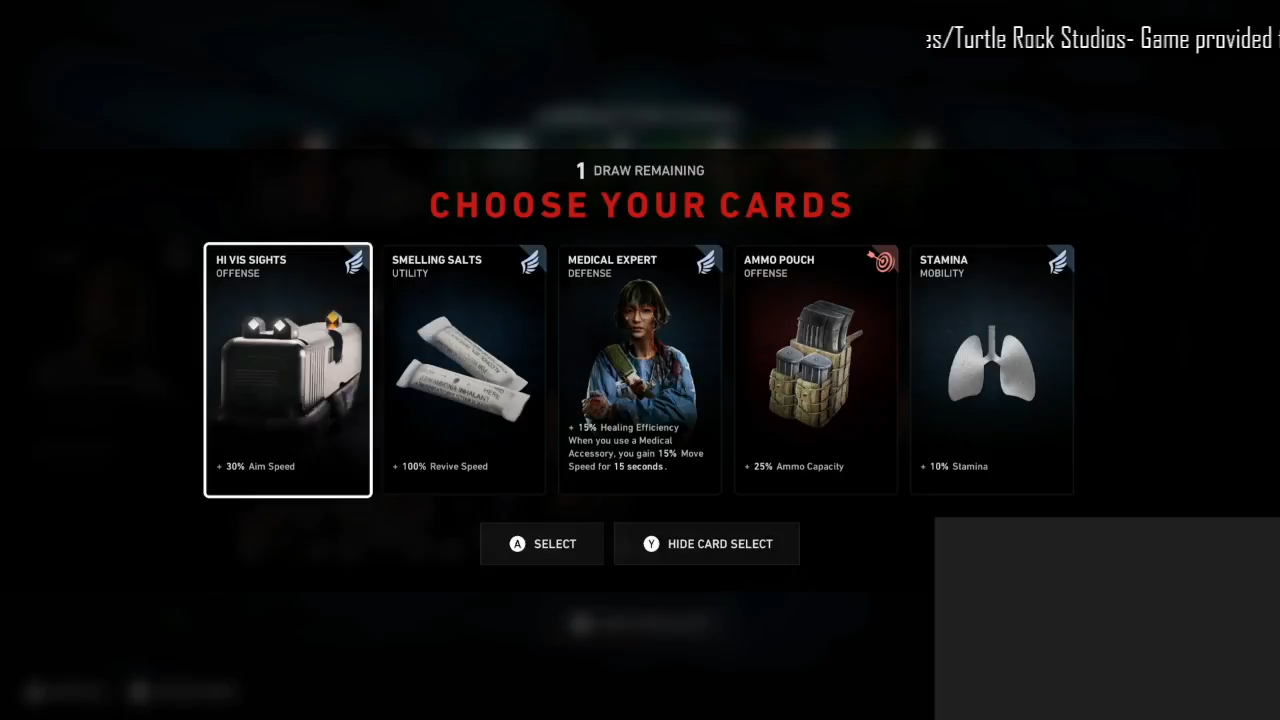 es/Turtle Rock Studios- Game provided
1 DRAW REMAINING
CHOOSE YOUR CARDS
HI VIS SIGHTS
OFFENSE
+ 30% Aim Speed
SMELLING SALTS
UTILITY
+ 100% Revive Speed
MEDICAL EXPERT
DEFENSE
+ 15% Healing Efficiency
When you use a Medical
Accessory, you gain 15% Move
Speed for 15 seconds.
AMMO POUCH
OFFENSE
+ 25% Ammo Capacity
STAMINA
MOBILITY
+ 10% Stamina
A SELECT
Y HIDE CARD SELECT